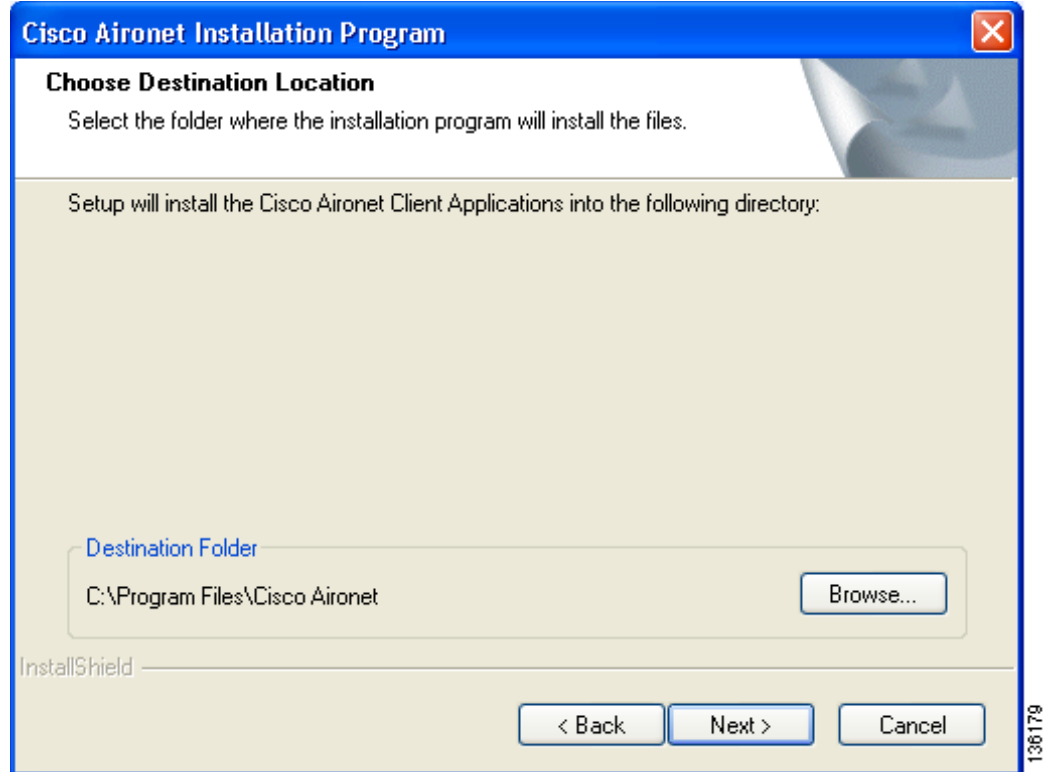 Cisco Aironet Installation Program
Choose Destination Location
Select the folder where the installation program will install the files.
Setup will install the Cisco Aironet Client Applications into the following directory:
Destination Folder
C:\Program Files\Cisco Aironet
Browse...
InstallShield
< Back
Next >
Cancel
136179